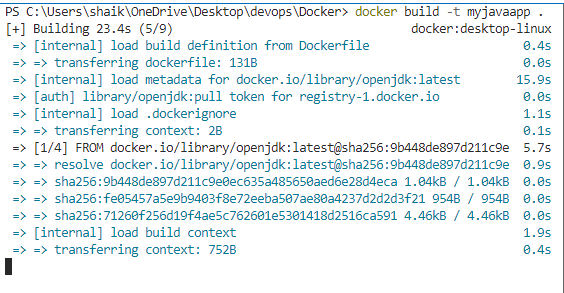 PS C:\Users\shaik\OneDrive\Desktop\devops\Docker> docker build -t myjavaapp .
[+] Building 23.4s (5/9) docker:desktop-linux
=> [internal] load build definition from Dockerfile 0.4s
=> => transferring dockerfile: 131B 0.0s
=> [internal] load metadata for docker.io/library/openjdk:latest 15.9s
=> [auth] library/openjdk:pull token for registry-1.docker.io 0.0s
=> [internal] load .dockerignore 1.1s
=> => transferring context: 2B 0.1s
=> [1/4] FROM docker.io/library/openjdk:latest@sha256:9b448de897d211c9e 5.7s
=> => resolve docker.io/library/openjdk:latest@sha256:9b448de897d211c9e 0.9s
=> => sha256:9b448de897d211c9e0ec635a485650aed6e28d4eca 1.04kB / 1.04kB 0.0s
=> => sha256:fe05457a5e9b9403f8e72eeba507ae80a4237d2d2d3f21 954B / 954B 0.0s
=> => sha256:71260f256d19f4ae5c762601e5301418d2516ca591 4.46kB / 4.46kB 0.0s
=> [internal] load build context 1.9s
=> => transferring context: 752B 0.4s